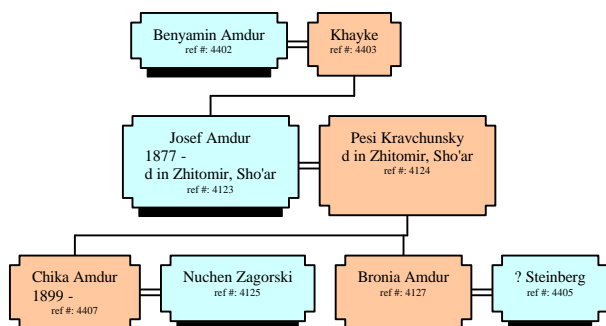 Benyamin Amdur
ref #: 4402
Khayke
ref #: 4403
Josef Amdur
1877 -
d in Zhitomir, Sho'ar
ref #: 4123
Pesi Kravchunsky
d in Zhitomir, Sho'ar
ref #: 4124
Chika Amdur
1899 -
ref #: 4407
Nuchen Zagorski
ref #: 4125
Bronia Amdur
ref #: 4127
? Steinberg
ref #: 4405